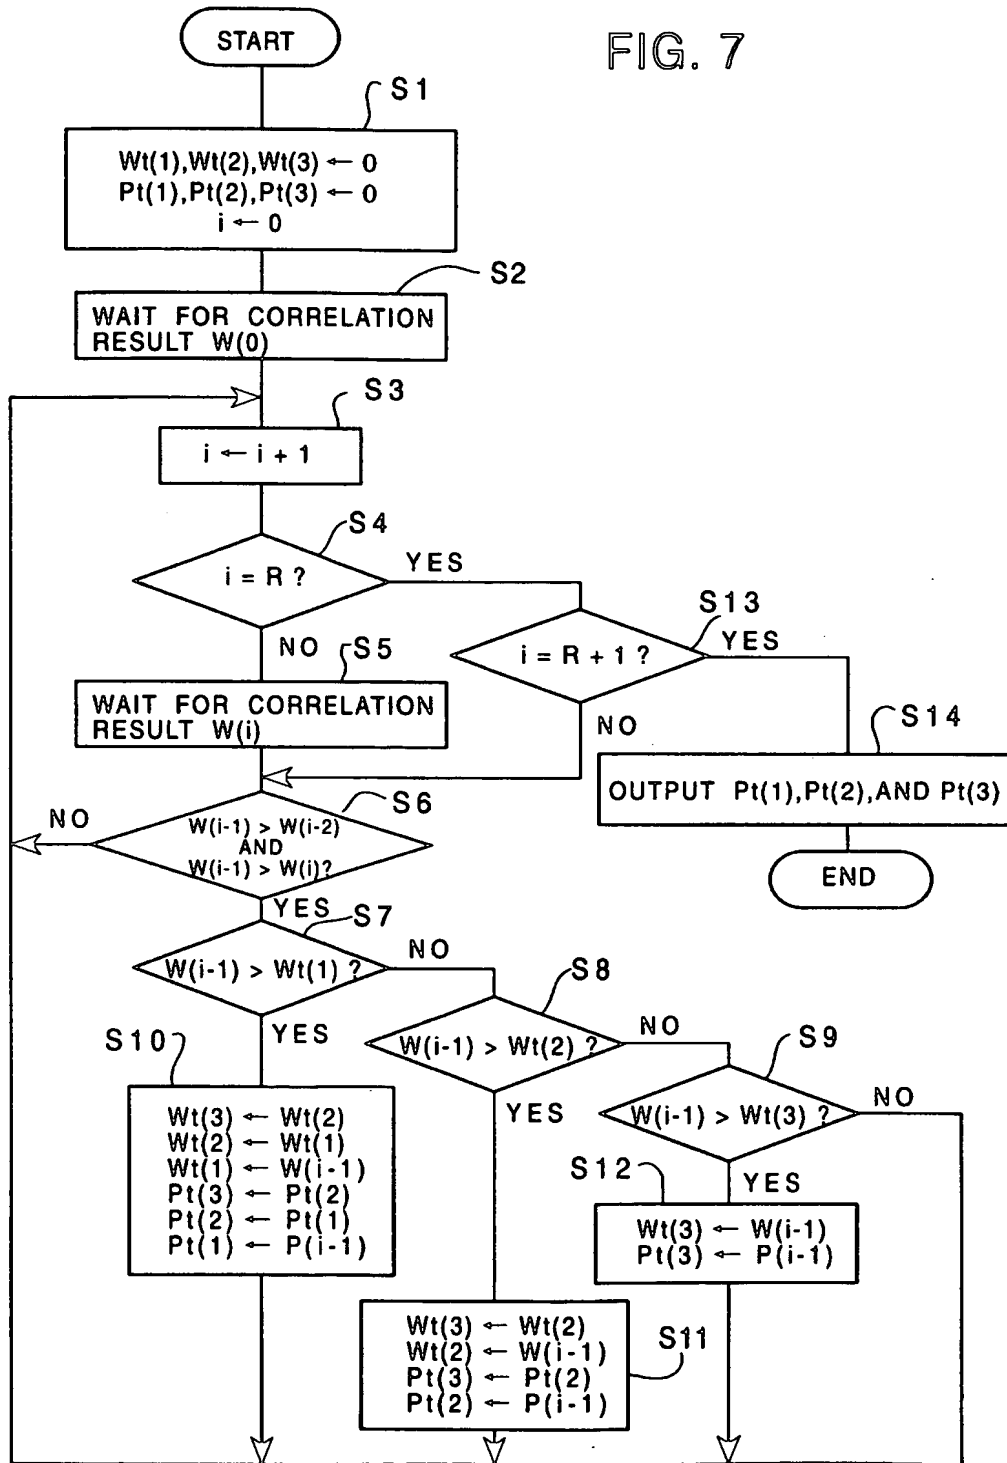 START
FIG. 7
S1
Wt(1),Wt(2),Wt(3) ← 0
Pt(1),Pt(2),Pt(3) ← 0
i ← 0
S2
WAIT FOR CORRELATION
RESULT W(0)
S3
i ← i + 1
S4
i = R ?
YES
NO
S13
i = R + 1 ?
YES
NO
S5
WAIT FOR CORRELATION
RESULT W(i)
S14
OUTPUT Pt(1),Pt(2),AND Pt(3)
END
S6
NO
W(i-1) > W(i-2)
AND
W(i-1) > W(i)?
YES
S7
W(i-1) > Wt(1) ?
NO
YES
S8
W(i-1) > Wt(2) ?
NO
YES
S9
W(i-1) > Wt(3) ?
NO
YES
S10
Wt(3) ← Wt(2)
Wt(2) ← Wt(1)
Wt(1) ← W(i-1)
Pt(3) ← Pt(2)
Pt(2) ← Pt(1)
Pt(1) ← P(i-1)
S12
Wt(3) ← W(i-1)
Pt(3) ← P(i-1)
S11
Wt(3) ← Wt(2)
Wt(2) ← W(i-1)
Pt(3) ← Pt(2)
Pt(2) ← P(i-1)